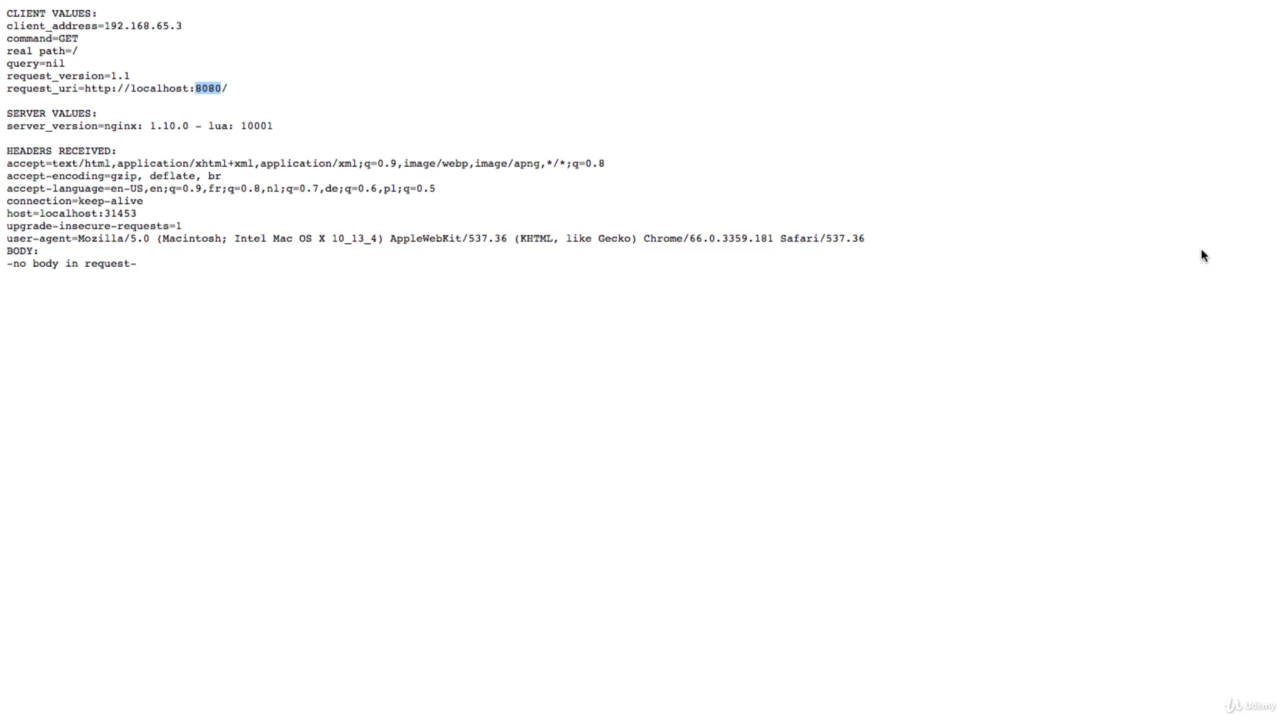 CLIENT VALUES:
client_address=192.168.65.3
command=GET
real path=/
query=nil
request_version=1.1
request_uri=http://localhost:8080/
SERVER VALUES:
server_version=nginx: 1.10.0 - lua: 10001
HEADERS RECEIVED:
accept=text/html,application/xhtml+xml,application/xml;q=0.9,image/webp,image/apng,*/*;q=0.8
accept-encoding=gzip, deflate, br
accept-language=en-US,en;q=0.9,fr;q=0.8,nl;q=0.7,de;q=0.6,pl;q=0.5
connection=keep-alive
host=localhost:31453
upgrade-insecure-requests=1
user-agent=Mozilla/5.0 (Macintosh; Intel Mac OS X 10_13_4) AppleWebKit/537.36 (KHTML, like Gecko) Chrome/66.0.3359.181 Safari/537.36
BODY:
-no body in request-
Udemy